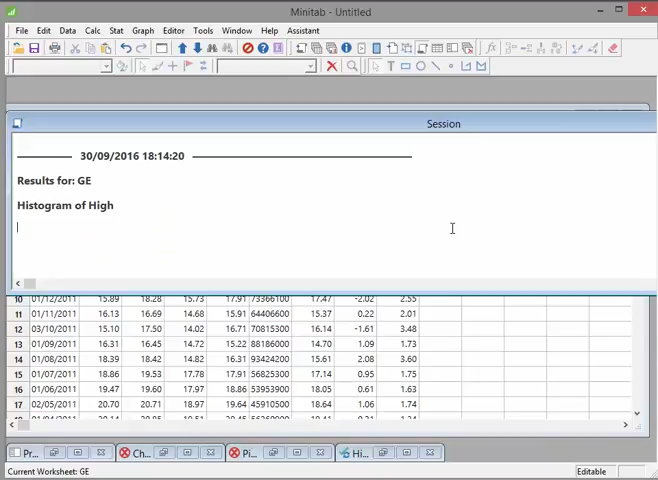 Minitab - Untitled
File Edit Data Calc Stat Graph Editor Tools Window Help Assistant
Session
30/09/2016 18:14:20
Results for: GE
Histogram of High
10 01/12/2011 15.89 18.28 15.73 17.91 73366100 17.47 -2.02 2.55
11 01/11/2011 16.13 16.69 14.68 15.91 64406600 15.37 0.22 2.01
12 03/10/2011 15.10 17.50 14.02 16.71 70815300 16.14 -1.61 3.48
13 01/09/2011 16.31 16.45 14.72 15.22 88186000 14.39 1.09 1.73
14 01/08/2011 18.39 18.42 14.82 16.31 93424200 15.61 2.08 3.60
15 01/07/2011 18.86 19.53 17.78 17.91 56825300 17.14 0.95 1.75
16 01/06/2011 19.47 19.60 17.97 18.86 53953900 18.05 0.61 1.63
17 02/05/2011 20.70 20.71 18.97 19.64 45910500 18.64 1.06 1.74
Pr... Ch... Pi... Hi...
Current Worksheet: GE Editable